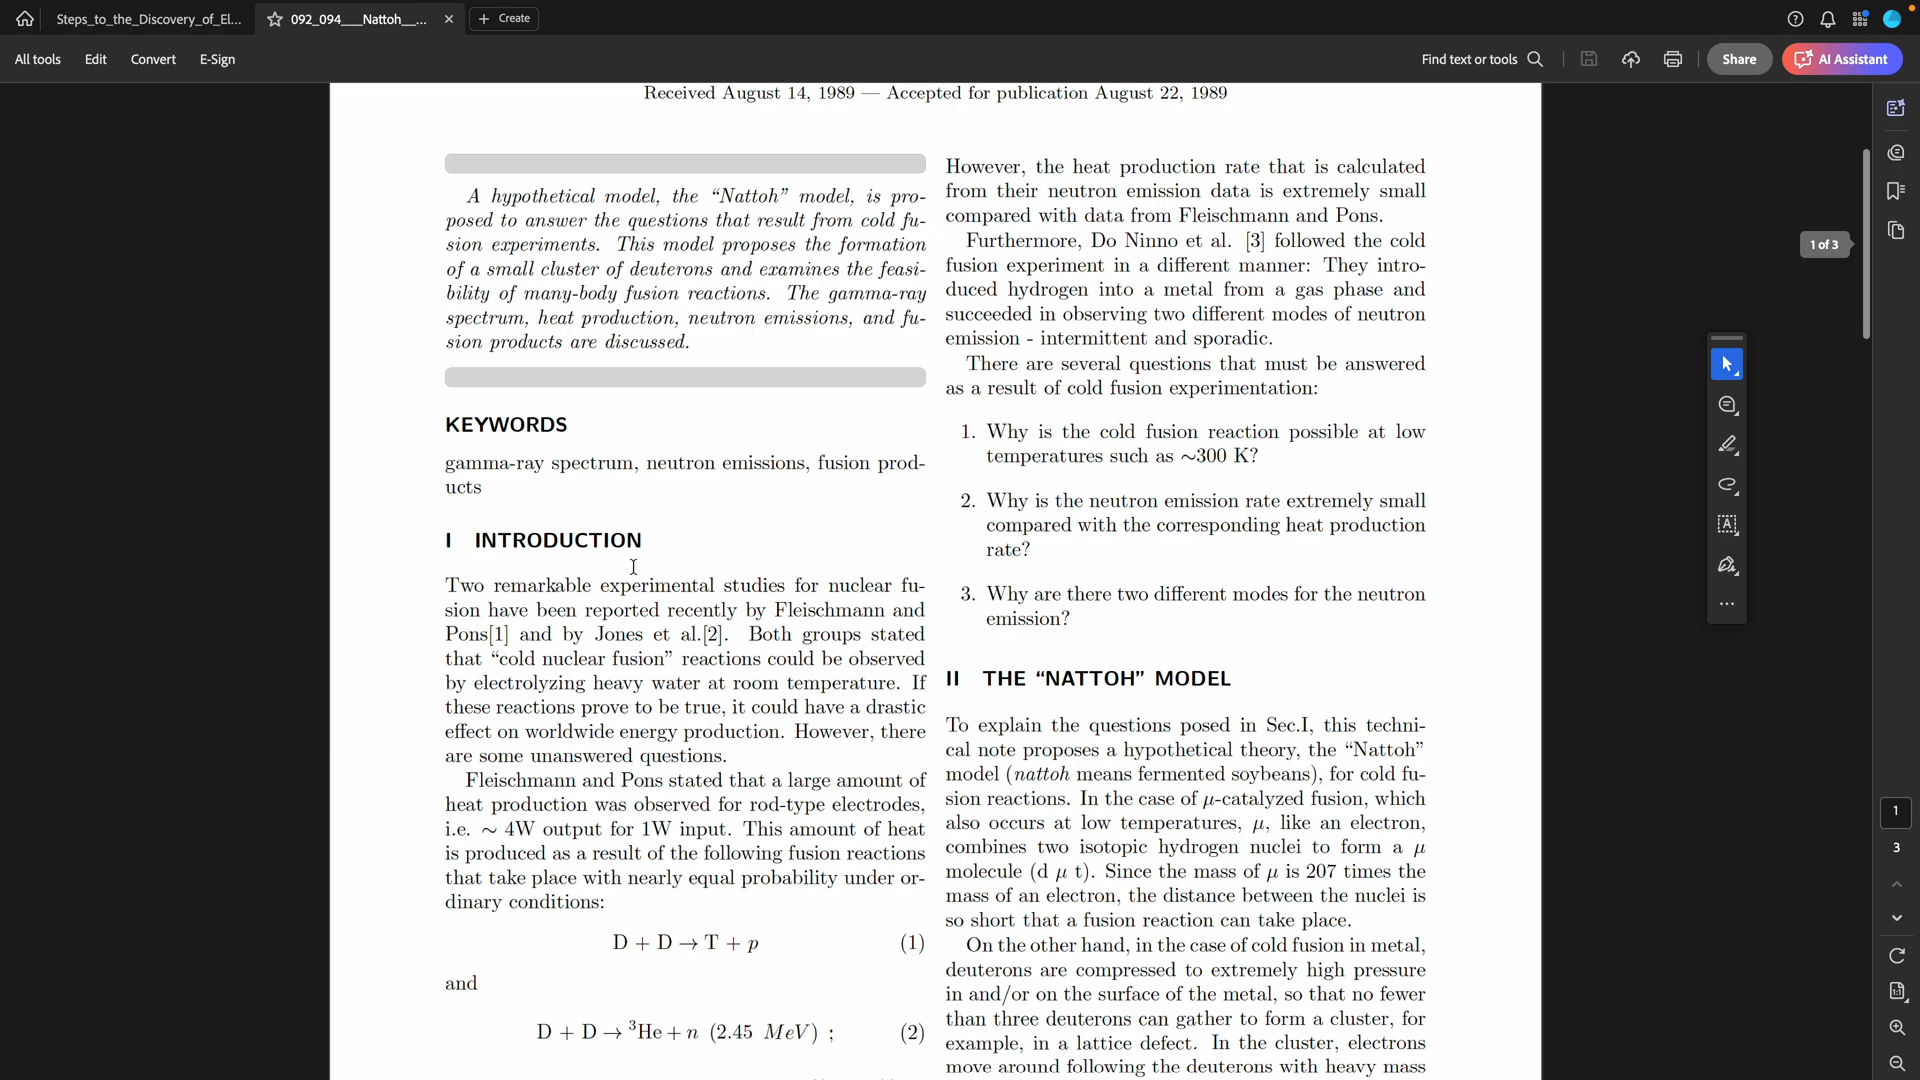 Steps_to_the_Discovery_of_El...
092_094___Nattoh__...
Create
All tools
Edit
Convert
E-Sign
Find text or tools
Share
AI Assistant
Received August 14, 1989 — Accepted for publication August 22, 1989
A hypothetical model, the “Nattoh” model, is pro-
posed to answer the questions that result from cold fu-
sion experiments. This model proposes the formation
of a small cluster of deuterons and examines the feasi-
bility of many-body fusion reactions. The gamma-ray
spectrum, heat production, neutron emissions, and fu-
sion products are discussed.
KEYWORDS
gamma-ray spectrum, neutron emissions, fusion prod-
ucts
I INTRODUCTION
Two remarkable experimental studies for nuclear fu-
sion have been reported recently by Fleischmann and
Pons[1] and by Jones et al.[2]. Both groups stated
that “cold nuclear fusion” reactions could be observed
by electrolyzing heavy water at room temperature. If
these reactions prove to be true, it could have a drastic
effect on worldwide energy production. However, there
are some unanswered questions.
Fleischmann and Pons stated that a large amount of
heat production was observed for rod-type electrodes,
i.e. ∼ 4W output for 1W input. This amount of heat
is produced as a result of the following fusion reactions
that take place with nearly equal probability under or-
dinary conditions:
D + D → T + p (1)
and
D + D → ³He + n (2.45 MeV) ; (2)
However, the heat production rate that is calculated
from their neutron emission data is extremely small
compared with data from Fleischmann and Pons.
Furthermore, Do Ninno et al. [3] followed the cold
fusion experiment in a different manner: They intro-
duced hydrogen into a metal from a gas phase and
succeeded in observing two different modes of neutron
emission - intermittent and sporadic.
There are several questions that must be answered
as a result of cold fusion experimentation:
1. Why is the cold fusion reaction possible at low
temperatures such as ∼300 K?
2. Why is the neutron emission rate extremely small
compared with the corresponding heat production
rate?
3. Why are there two different modes for the neutron
emission?
II THE “NATTOH” MODEL
To explain the questions posed in Sec.I, this techni-
cal note proposes a hypothetical theory, the “Nattoh”
model (nattoh means fermented soybeans), for cold fu-
sion reactions. In the case of μ-catalyzed fusion, which
also occurs at low temperatures, μ, like an electron,
combines two isotopic hydrogen nuclei to form a μ
molecule (d μ t). Since the mass of μ is 207 times the
mass of an electron, the distance between the nuclei is
so short that a fusion reaction can take place.
On the other hand, in the case of cold fusion in metal,
deuterons are compressed to extremely high pressure
in and/or on the surface of the metal, so that no fewer
than three deuterons can gather to form a cluster, for
example, in a lattice defect. In the cluster, electrons
move around following the deuterons with heavy mass
1 of 3
1
3